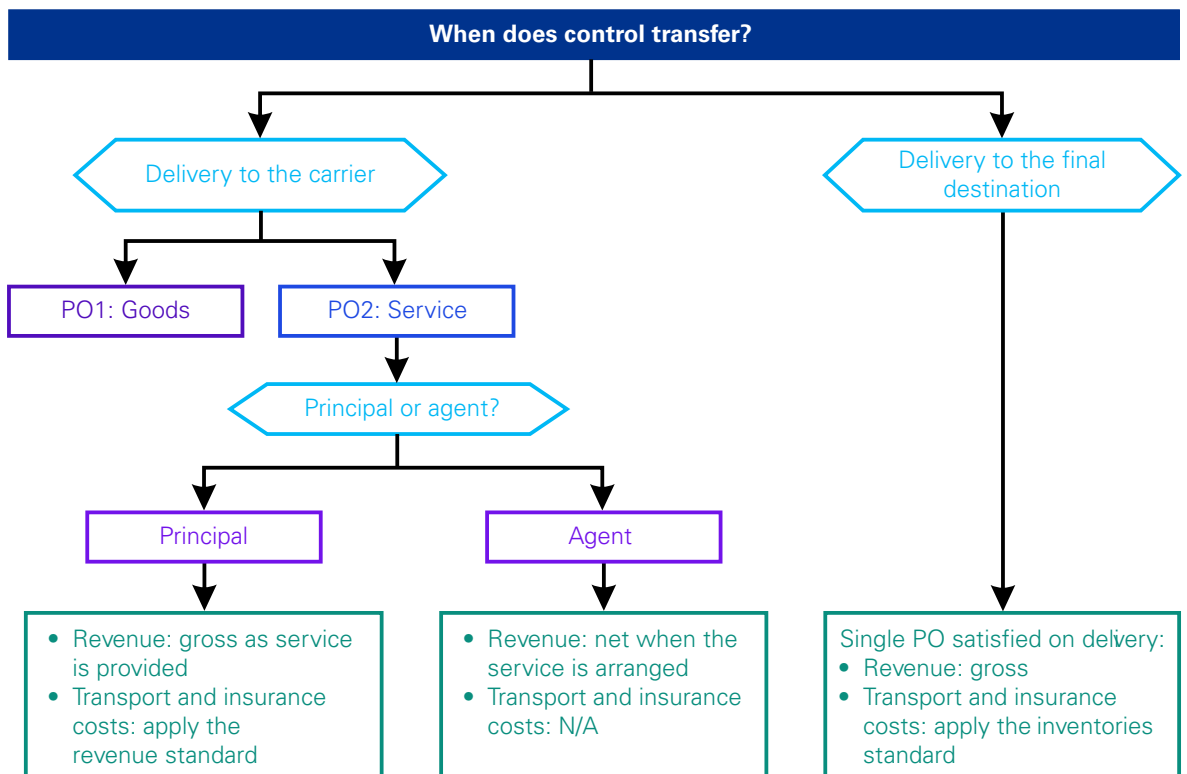 When does control transfer?
Delivery to the carrier
Delivery to the final
destination
PO1: Goods
PO2: Service
Principal or agent?
Principal
Agent
• Revenue: gross as service
is provided
• Transport and insurance
costs: apply the
revenue standard
• Revenue: net when the
service is arranged
• Transport and insurance
costs: N/A
Single PO satisfied on delivery:
• Revenue: gross
• Transport and insurance
costs: apply the inventories
standard